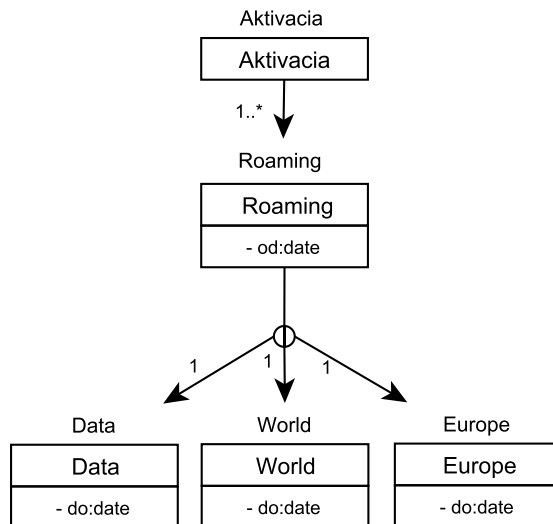 Aktivacia
Aktivacia
1..*
Roaming
Roaming
- od:date
1 1 1
Data World Europe
Data World Europe
- do:date - do:date - do:date